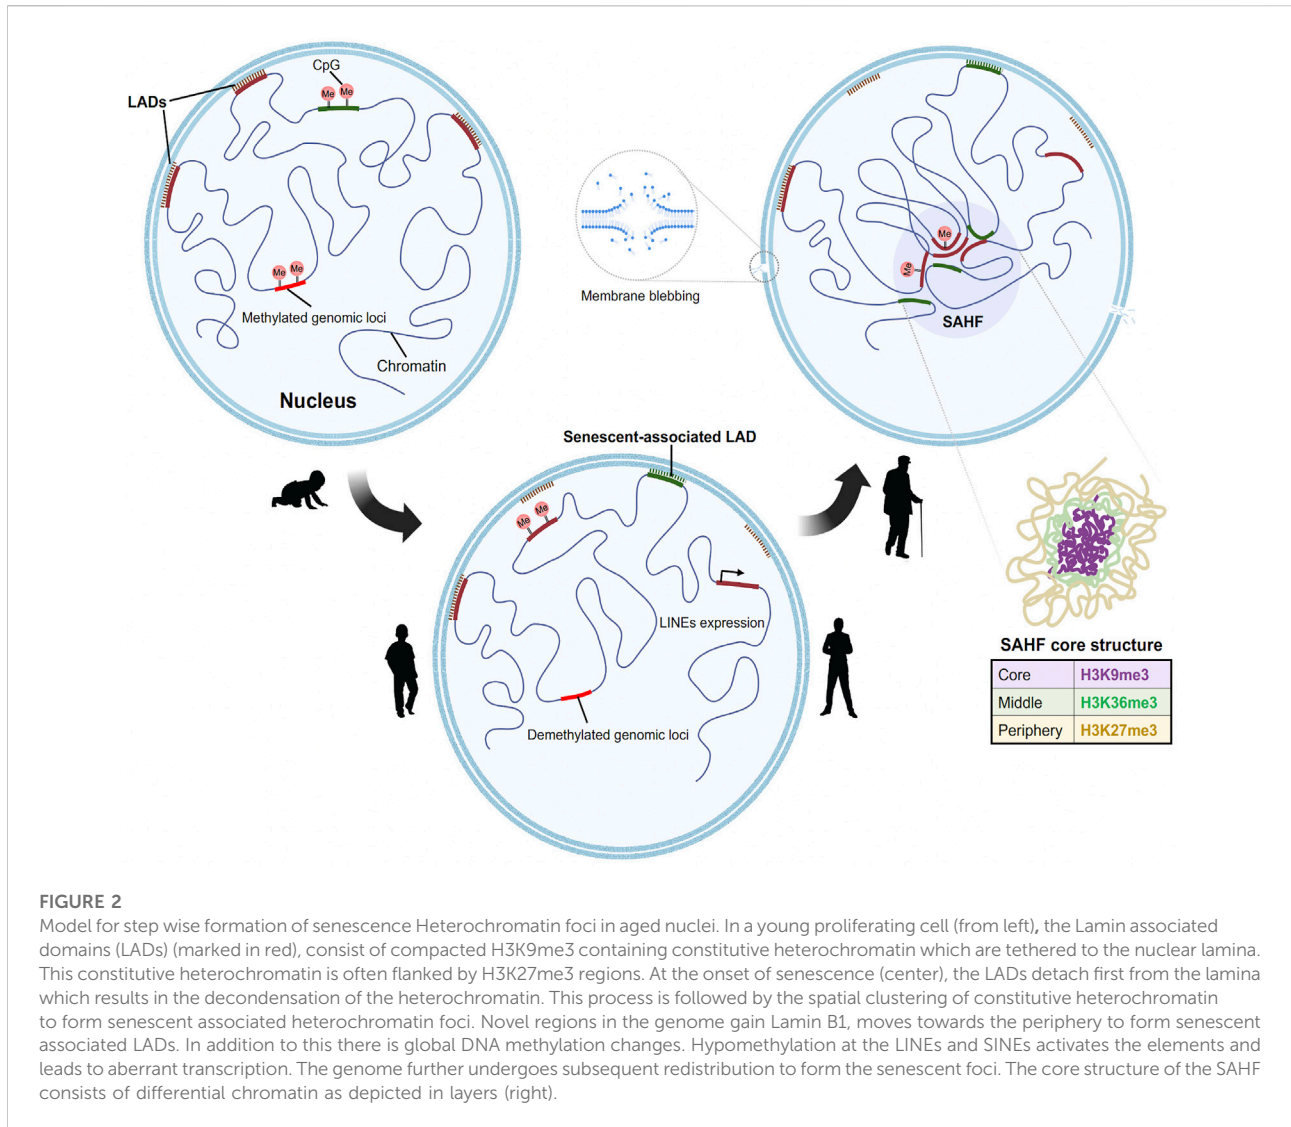 CpG
Me Me
LADs
Me Me
Methylated genomic loci
Chromatin
Nucleus
Membrane blebbing
Me
Me
SAHF
Senescent-associated LAD
Me Me
LINEs expression
Demethylated genomic loci
SAHF core structure
Core H3K9me3
Middle H3K36me3
Periphery H3K27me3
FIGURE 2
Model for step wise formation of senescence Heterochromatin foci in aged nuclei. In a young proliferating cell (from left), the Lamin associated
domains (LADs) (marked in red), consist of compacted H3K9me3 containing constitutive heterochromatin which are tethered to the nuclear lamina.
This constitutive heterochromatin is often flanked by H3K27me3 regions. At the onset of senescence (center), the LADs detach first from the lamina
which results in the decondensation of the heterochromatin. This process is followed by the spatial clustering of constitutive heterochromatin
to form senescent associated heterochromatin foci. Novel regions in the genome gain Lamin B1, moves towards the periphery to form senescent
associated LADs. In addition to this there is global DNA methylation changes. Hypomethylation at the LINEs and SINEs activates the elements and
leads to aberrant transcription. The genome further undergoes subsequent redistribution to form the senescent foci. The core structure of the SAHF
consists of differential chromatin as depicted in layers (right).